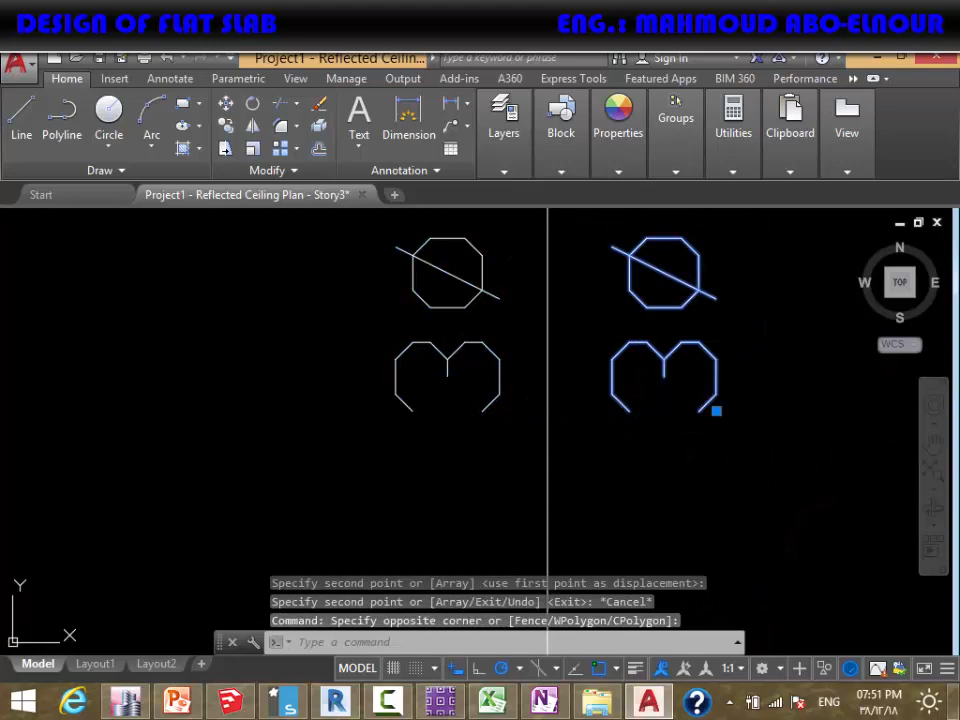 DESIGN OF FLAT SLAB
ENG.: MAHMOUD ABO-ELNOUR
Project1 - Reflected Ceilin...
Type a keyword or phrase
Sign In
Home Insert Annotate Parametric View Manage Output Add-ins A360 Express Tools Featured Apps BIM 360 Performance
Line Polyline Circle Arc Text Dimension Layers Block Properties Groups Utilities Clipboard View
Draw Modify Annotation
Start Project1 - Reflected Ceiling Plan - Story3*
N
W TOP E
S
WCS
Y
X
Specify second point or [Array] <use first point as displacement>:
Specify second point or [Array/Exit/Undo] <Exit>: *Cancel*
Command: Specify opposite corner or [Fence/WPolygon/CPolygon]:
Type a command
Model Layout1 Layout2 + MODEL 1:1
ENG 07:51 PM
٣٨/١٢/١٨